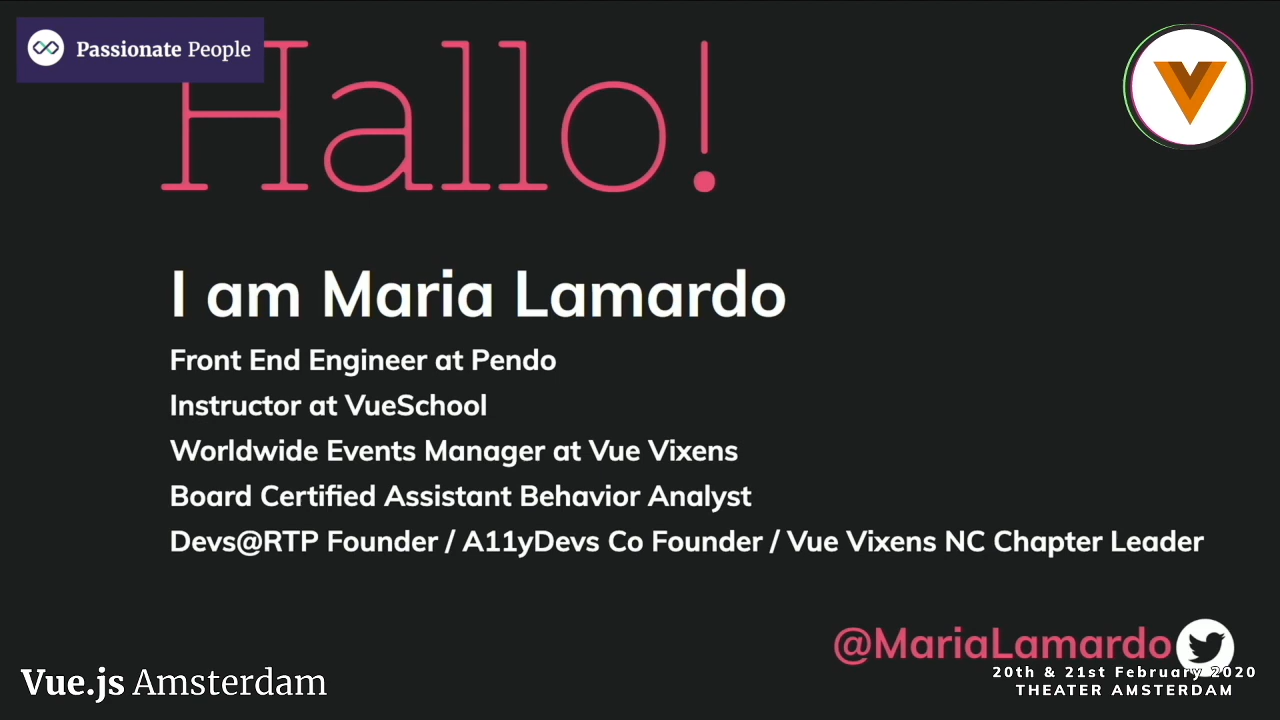 Passionate People
Hallo!
I am Maria Lamardo
Front End Engineer at Pendo
Instructor at VueSchool
Worldwide Events Manager at Vue Vixens
Board Certified Assistant Behavior Analyst
Devs@RTP Founder / A11yDevs Co Founder / Vue Vixens NC Chapter Leader
@MariaLamardo
Vue.js Amsterdam
20th & 21st February 2020
THEATER AMSTERDAM